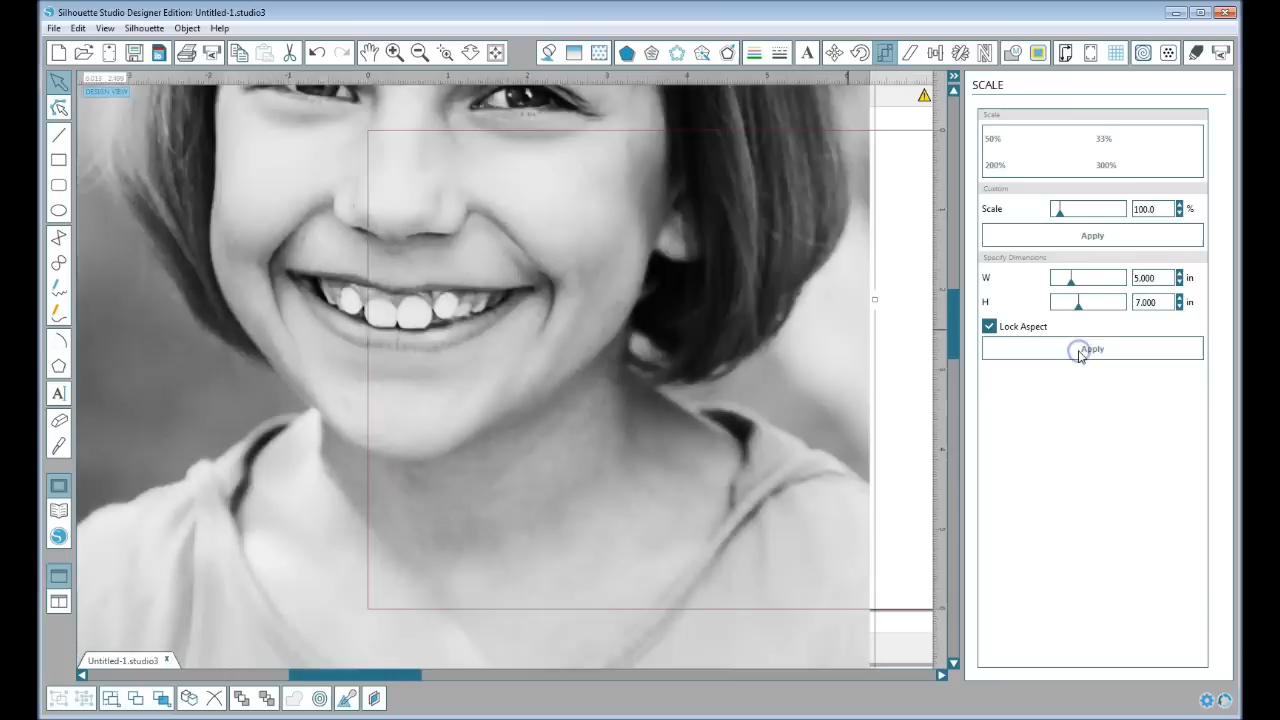 Silhouette Studio Designer Edition: Untitled-1.studio3
File Edit View Silhouette Object Help
SCALE
DESIGN VIEW
Scale
50% 33%
200% 300%
Custom
Scale 100.0 %
Apply
Specify Dimensions
W 5.000 in
H 7.000 in
Lock Aspect
Apply
Untitled-1.studio3 x